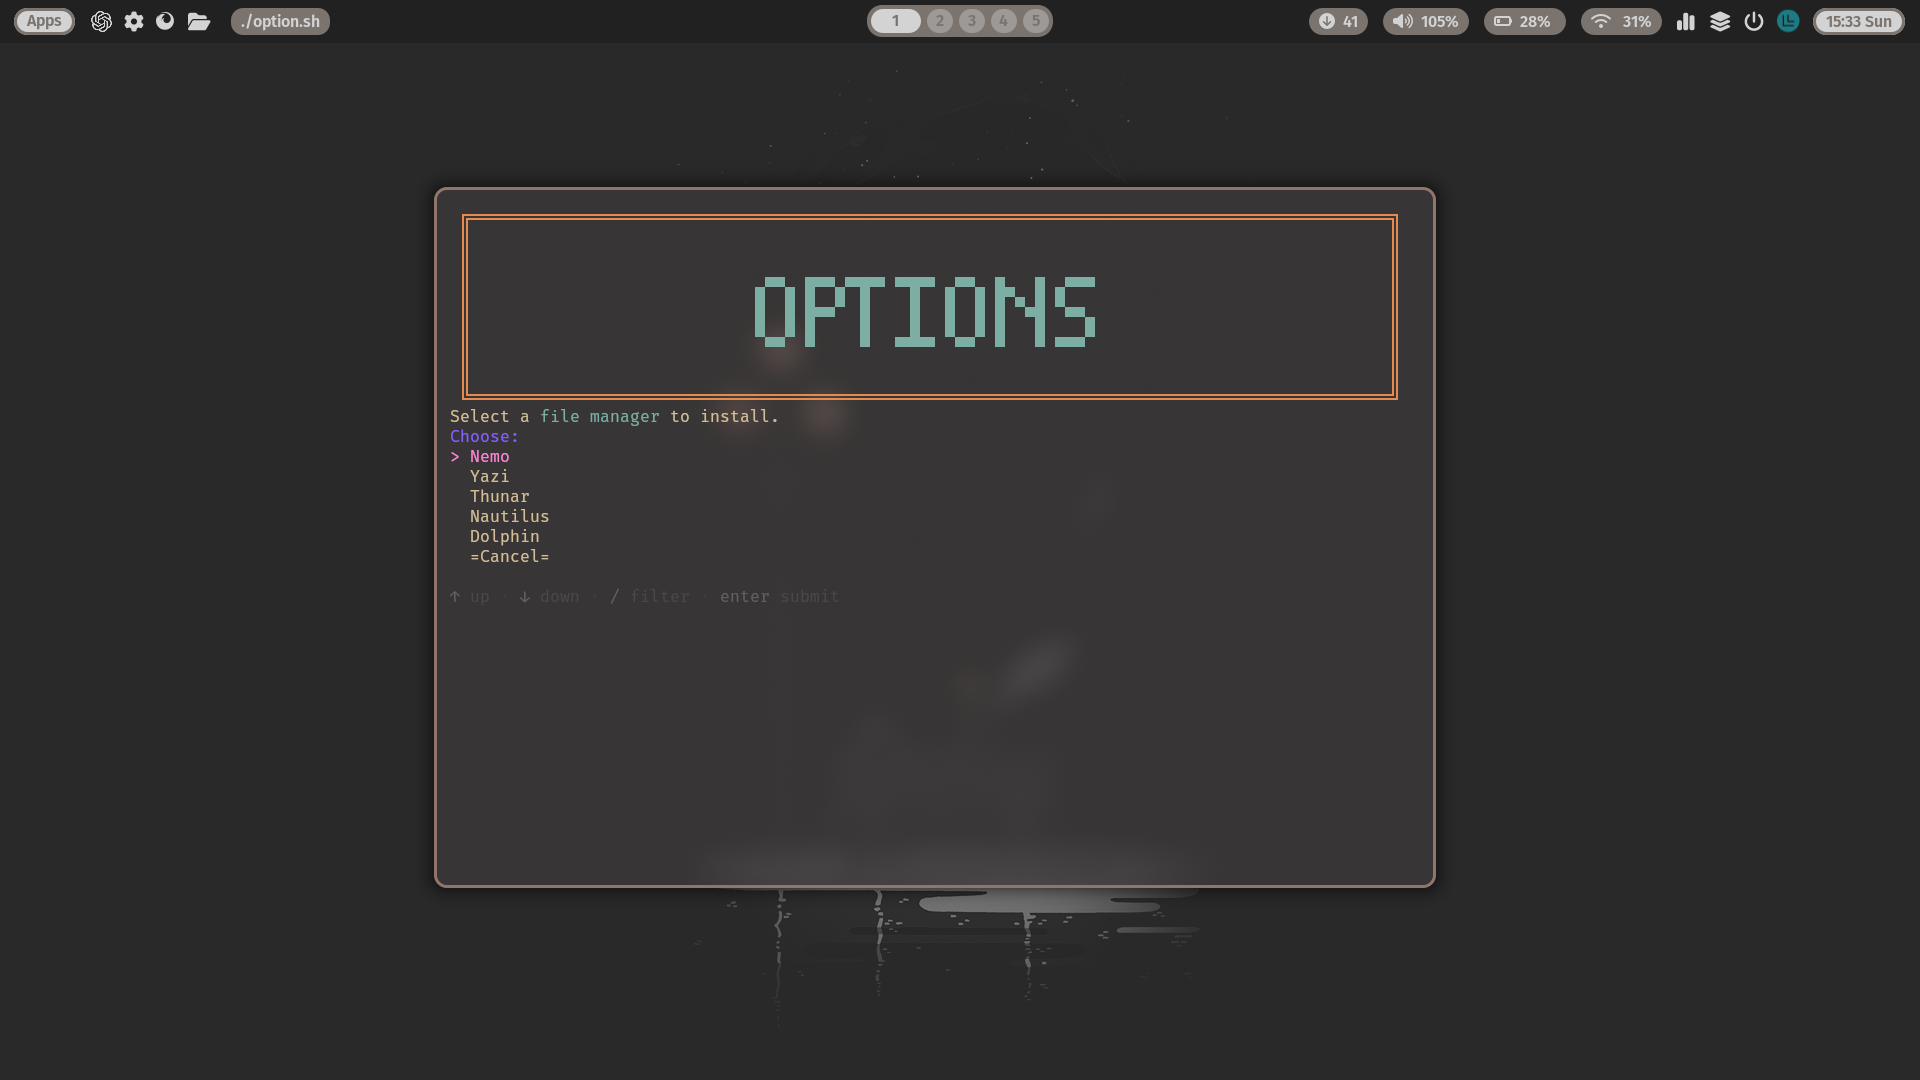 Apps ./option.sh 1 2 3 4 5 41 105% 28% 31% 15:33 Sun
OPTIONS
Select a file manager to install.
Choose:
> Nemo
Yazi
Thunar
Nautilus
Dolphin
=Cancel=
↑ up · ↓ down · / filter · enter submit